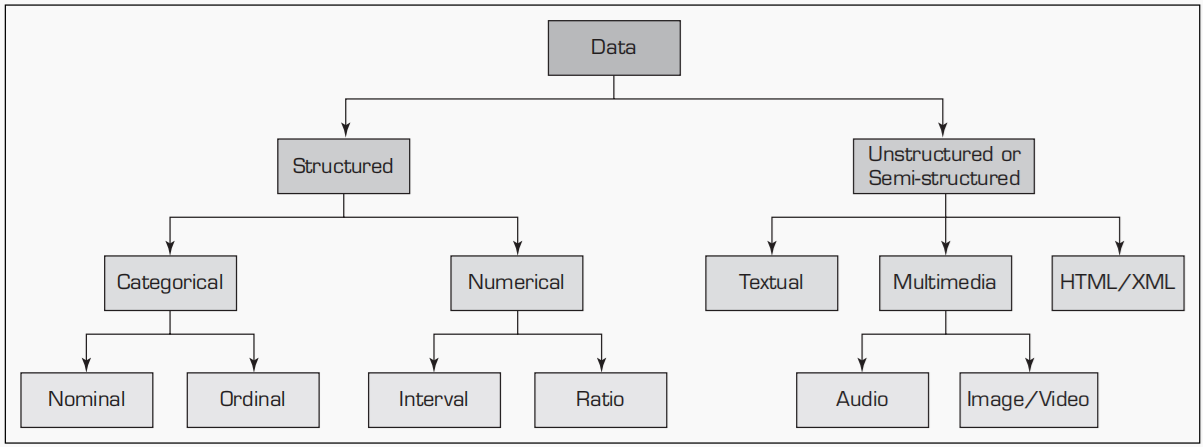 Data
Structured
Unstructured or
Semi-structured
Categorical
Numerical
Textual
Multimedia
HTML/XML
Nominal
Ordinal
Interval
Ratio
Audio
Image/Video